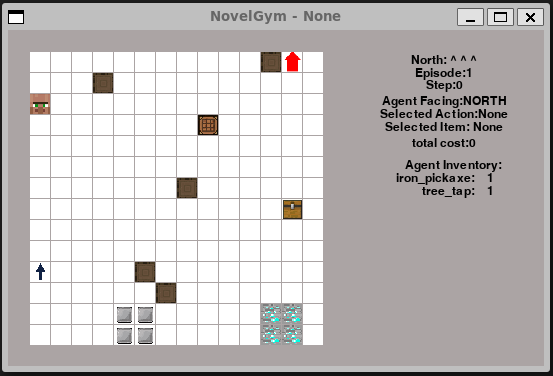 NovelGym - None
North: ^ ^ ^
Episode:1
Step:0
Agent Facing:NORTH
Selected Action:None
Selected Item: None
total cost:0
Agent Inventory:
iron_pickaxe: 1
tree_tap: 1